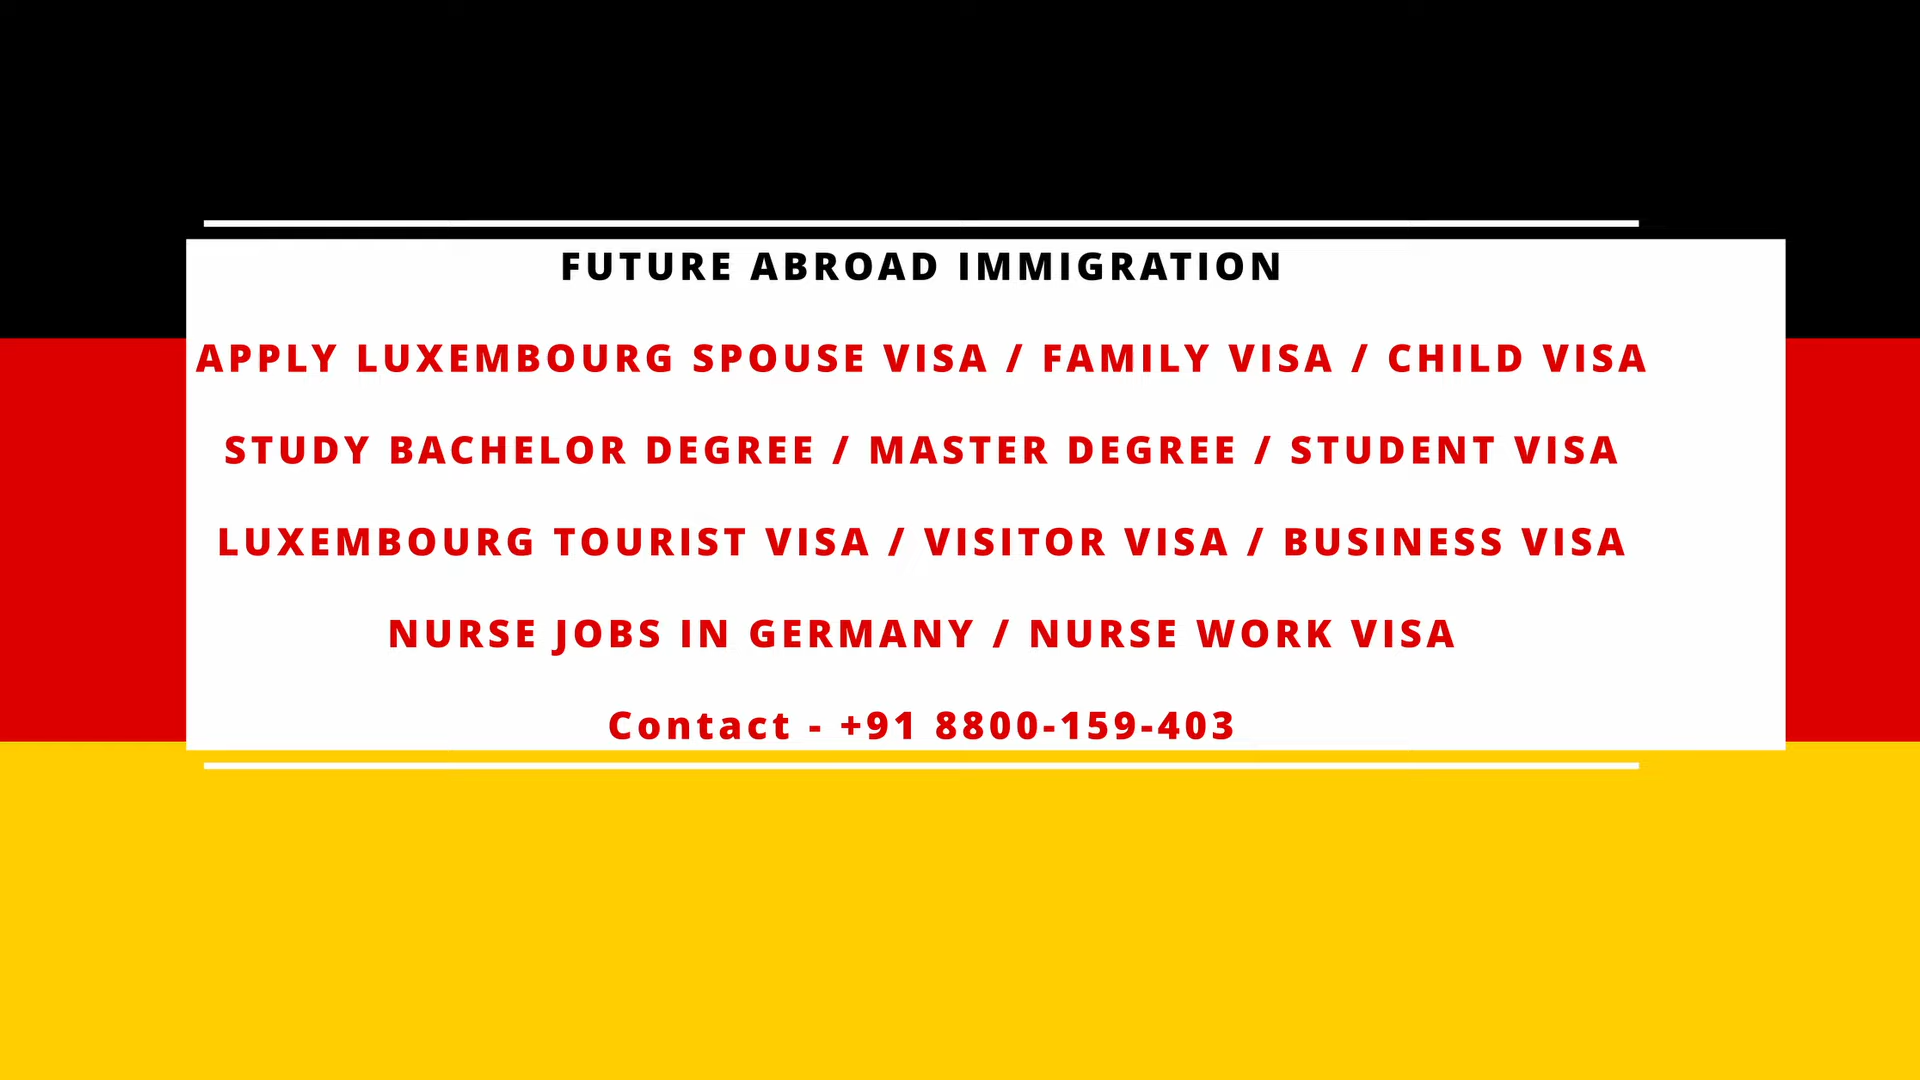 FUTURE ABROAD IMMIGRATION
APPLY LUXEMBOURG SPOUSE VISA / FAMILY VISA / CHILD VISA
STUDY BACHELOR DEGREE / MASTER DEGREE / STUDENT VISA
LUXEMBOURG TOURIST VISA / VISITOR VISA / BUSINESS VISA
NURSE JOBS IN GERMANY / NURSE WORK VISA
Contact - +91 8800-159-403